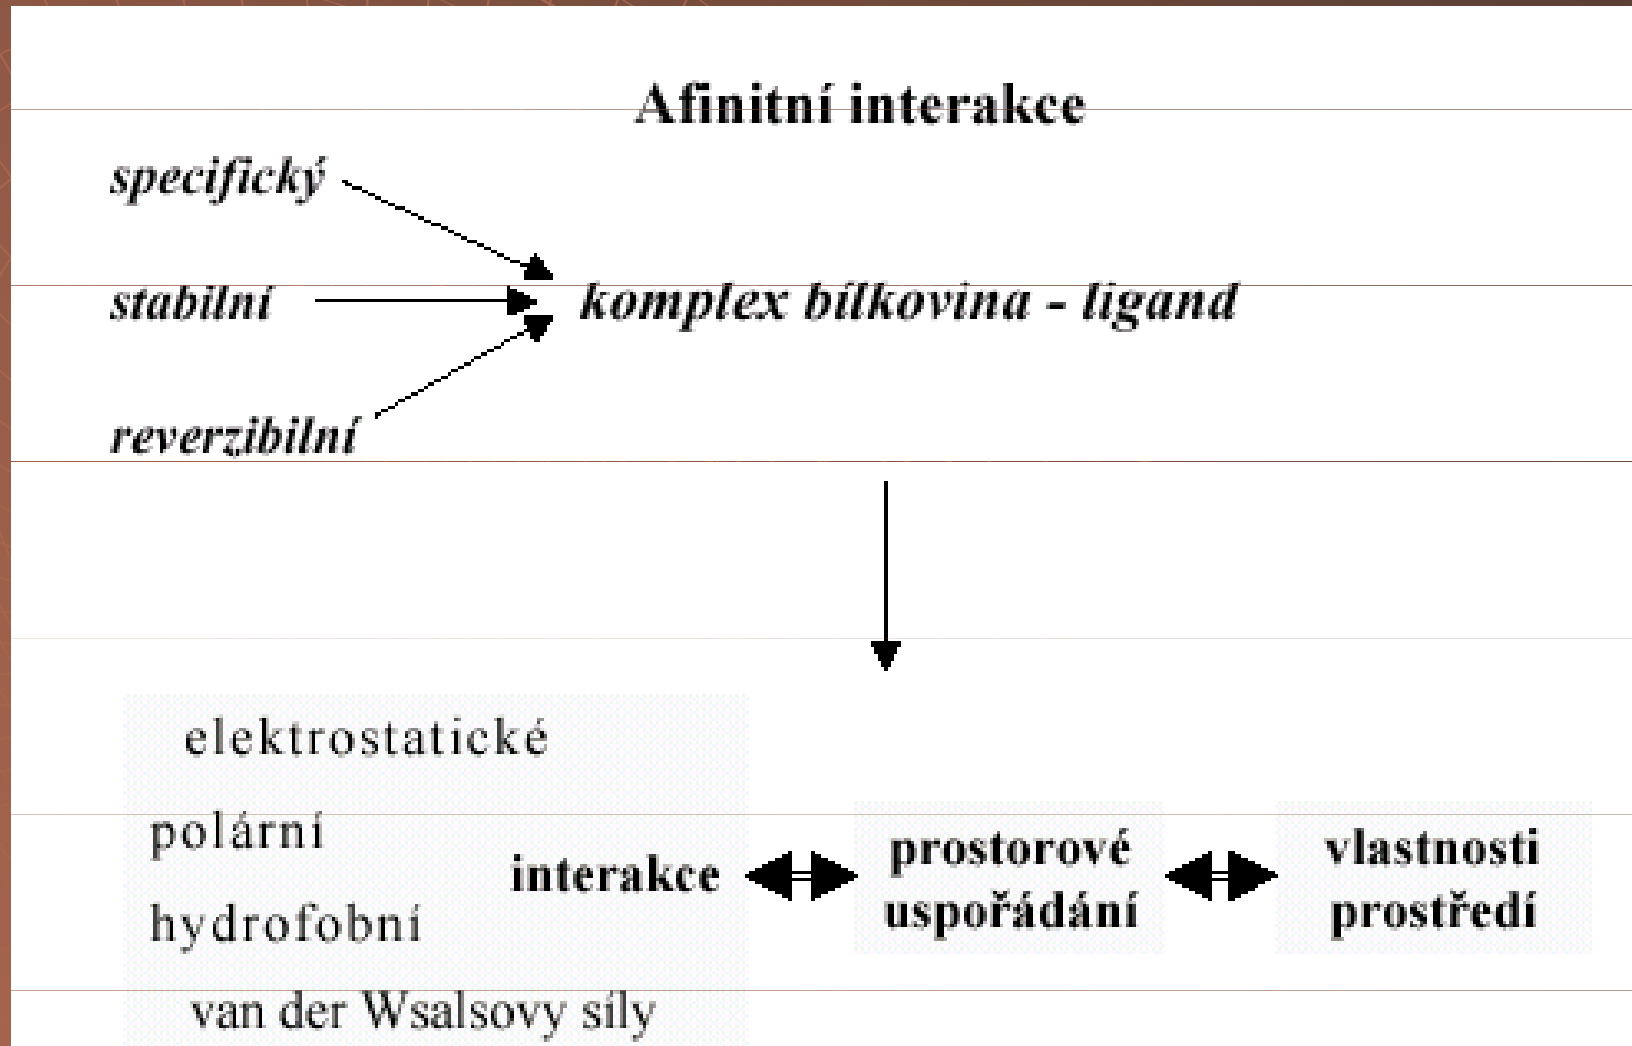 Afinitní interakce
specifický
stabilní
komplex bílkovina - ligand
reverzibilní
elektrostatické
polární
interakce
hydrofobní
van der Wsalsovy síly
prostorové
uspořádání
vlastnosti
prostředí